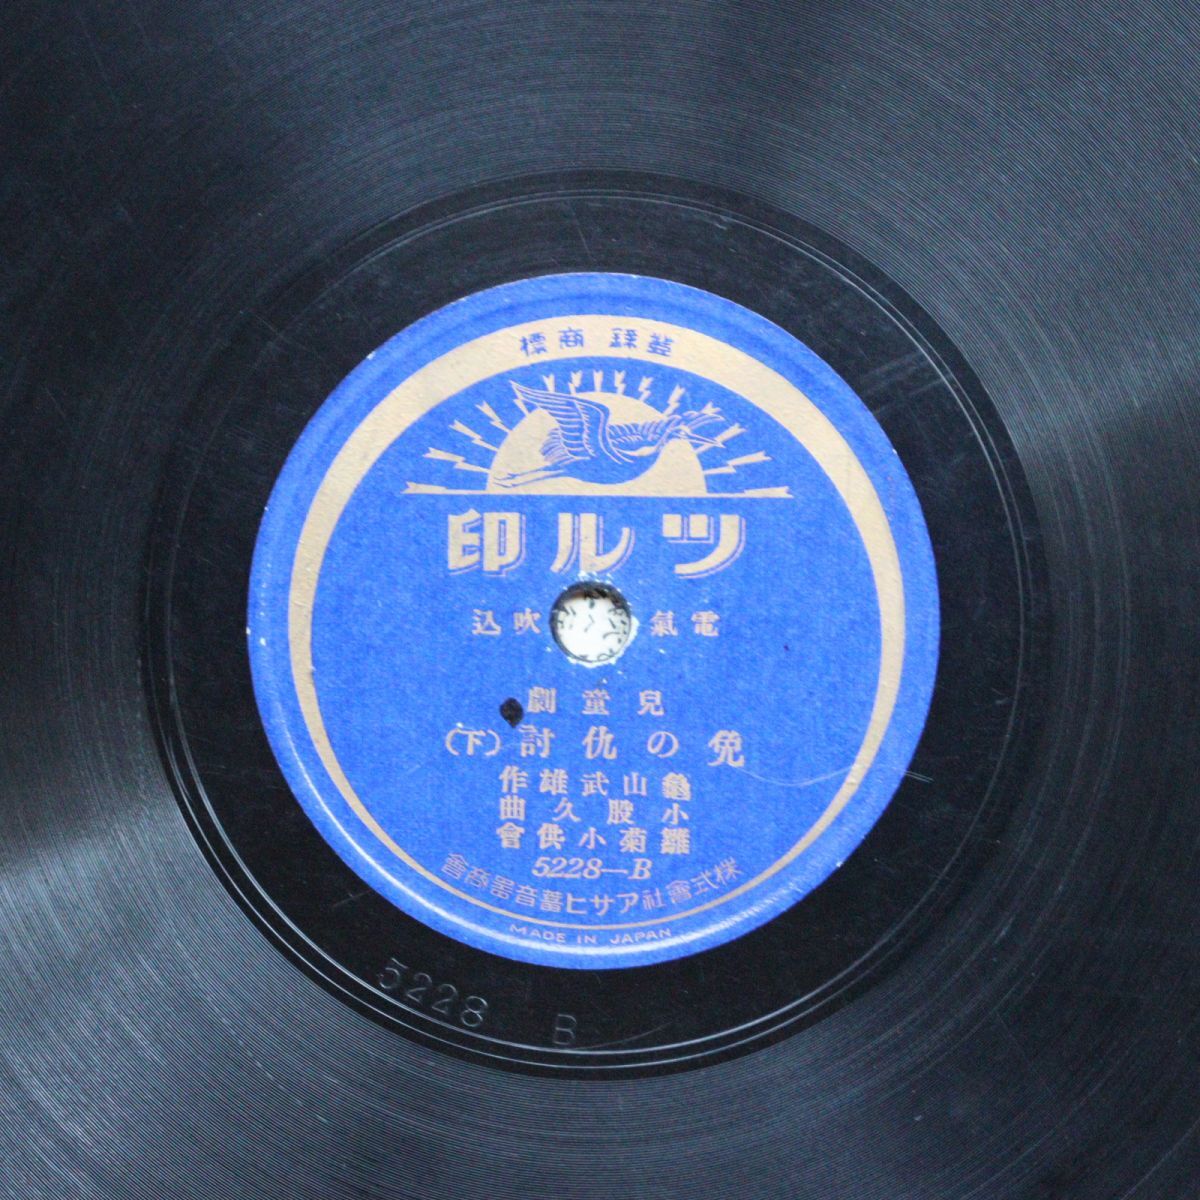 登録商標
ツル印
電氣吹込
兒童劇
兎の仇討(下)
龜山武雄作
小股久曲
雛菊小供會
5228—B
株式會社アサヒ蓄音器商會
MADE IN JAPAN
5228 B